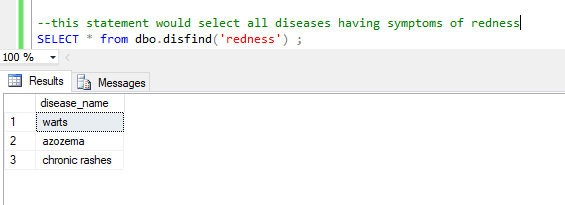 --this statement would select all diseases having symptoms of redness
SELECT * from dbo.disfind('redness') ;
100 %
Results Messages
disease_name
1 warts
2 azozema
3 chronic rashes